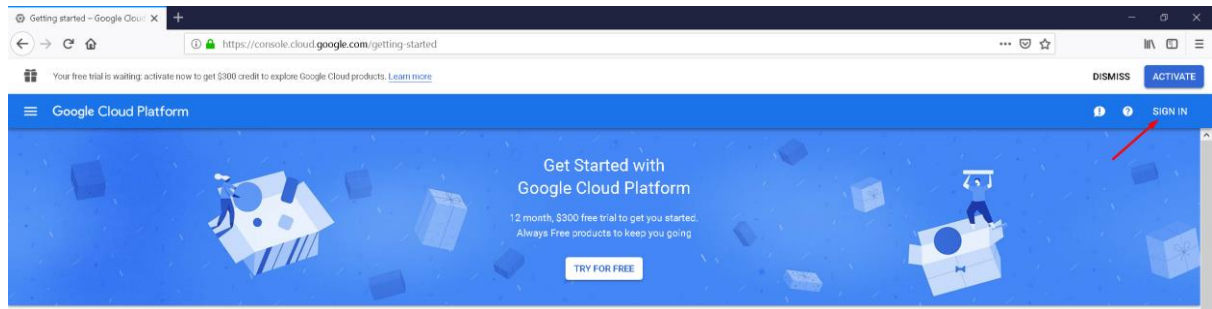 Getting started – Google Cloud
https://console.cloud.google.com/getting-started
Your free trial is waiting: activate now to get $300 credit to explore Google Cloud products. Learn more
DISMISS
ACTIVATE
Google Cloud Platform
SIGN IN
Get Started with
Google Cloud Platform
12 month, $300 free trial to get you started.
Always Free products to keep you going
TRY FOR FREE